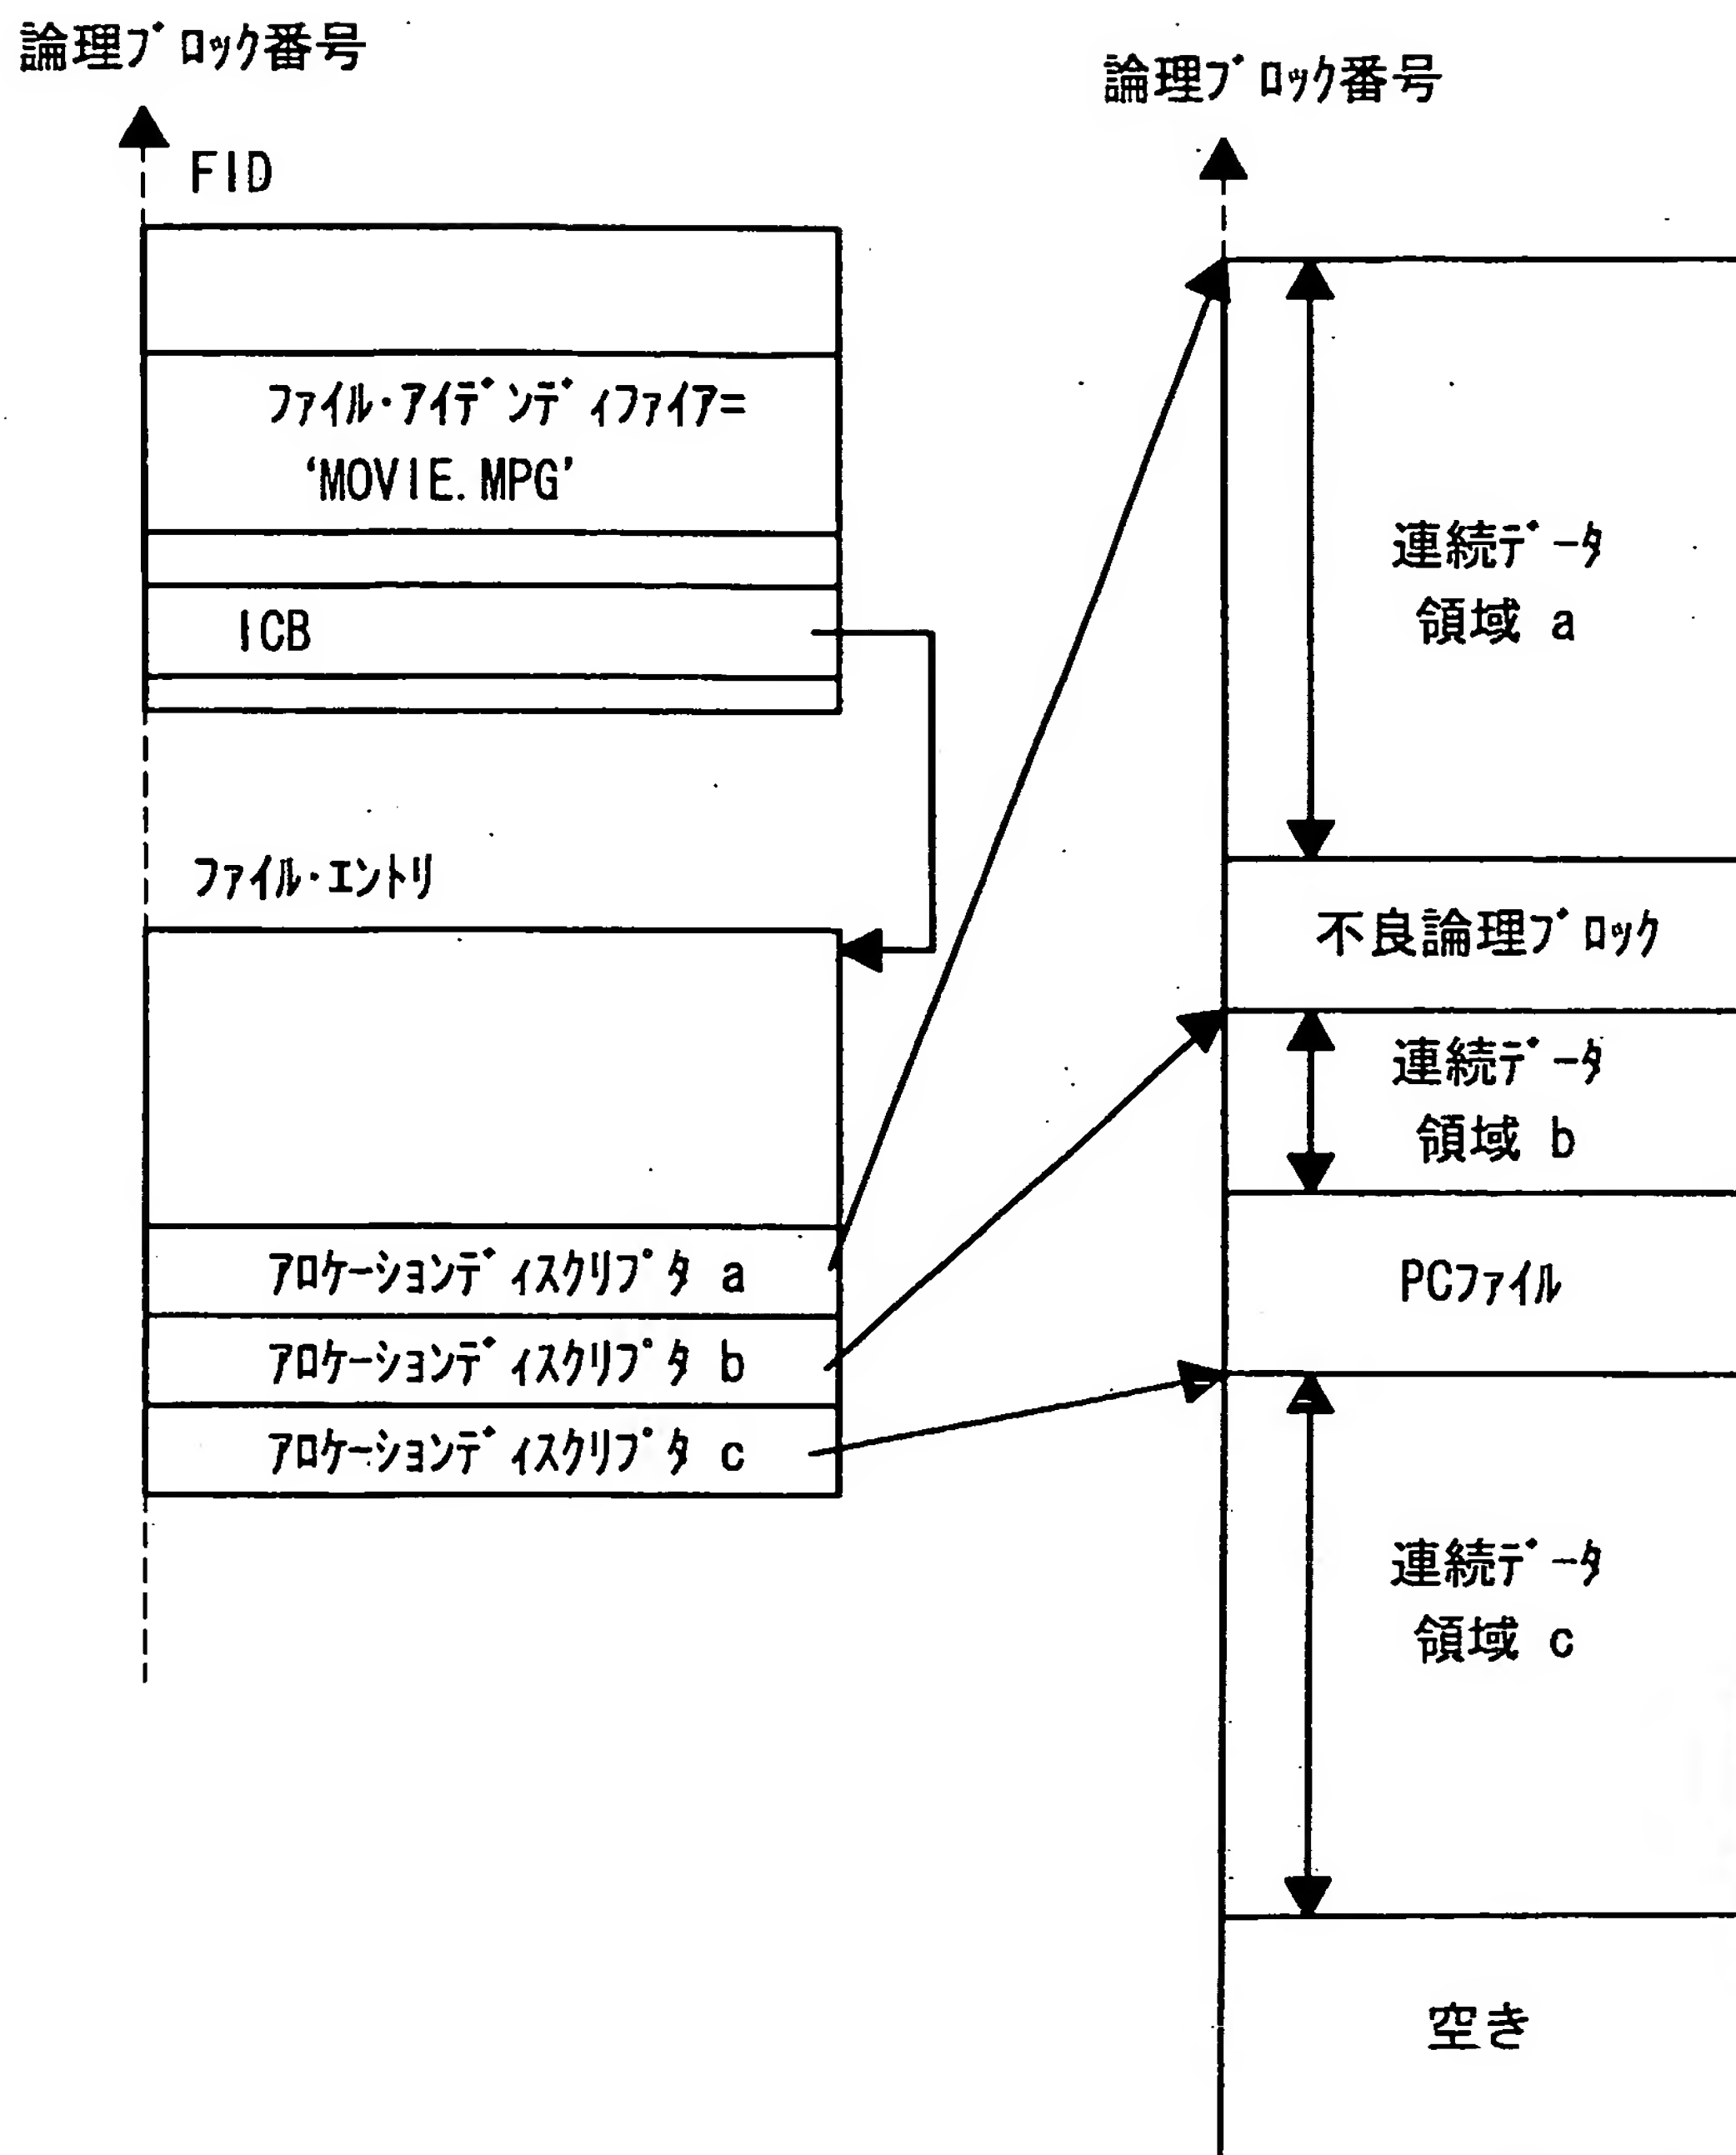 論理ブロック番号
FID
ファイル・アイデンディファイア=
‘MOVIE.MPG’
ICB
ファイル・エントリ
アロケーションディスクリプタ a
アロケーションディスクリプタ b
アロケーションディスクリプタ c
論理ブロック番号
連続データ
領域 a
不良論理ブロック
連続データ
領域 b
PCファイル
連続データ
領域 c
空き